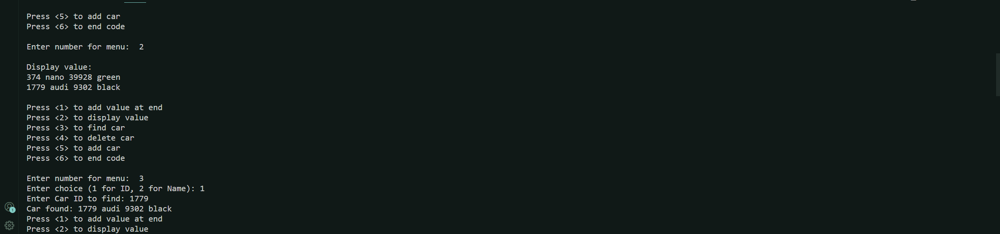 Press <5> to add car
Press <6> to end code
Enter number for menu:  2
Display value:
374 nano 39928 green
1779 audi 9302 black
Press <1> to add value at end
Press <2> to display value
Press <3> to find car
Press <4> to delete car
Press <5> to add car
Press <6> to end code
Enter number for menu:  3
Enter choice (1 for ID, 2 for Name): 1
Enter Car ID to find: 1779
Car found: 1779 audi 9302 black
Press <1> to add value at end
Press <2> to display value
1